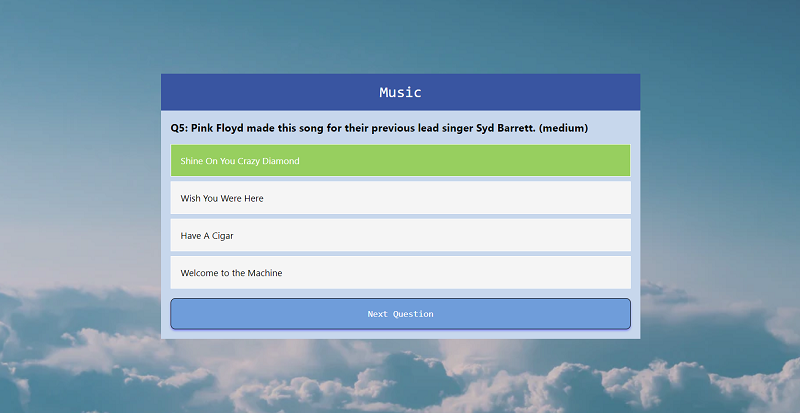 Music
Q5: Pink Floyd made this song for their previous lead singer Syd Barrett. (medium)
Shine On You Crazy Diamond
Wish You Were Here
Have A Cigar
Welcome to the Machine
Next Question